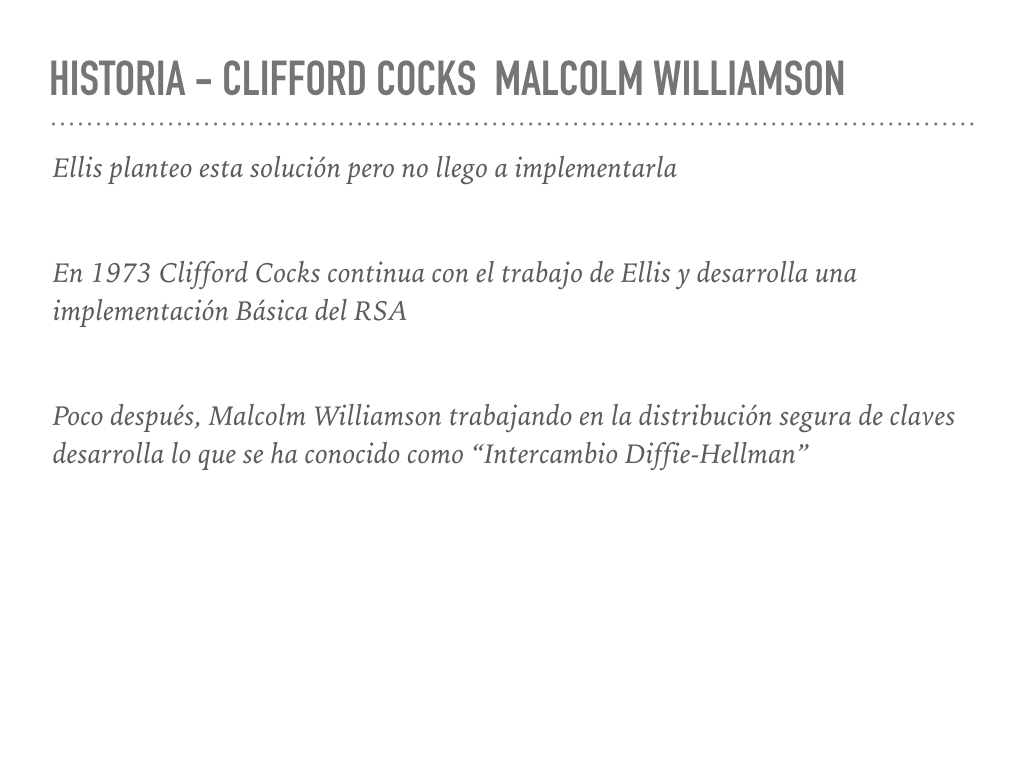 HISTORIA – CLIFFORD COCKS  MALCOLM WILLIAMSON
Ellis planteo esta solución pero no llego a implementarla
En 1973 Clifford Cocks continua con el trabajo de Ellis y desarrolla una
implementación Básica del RSA
Poco después, Malcolm Williamson trabajando en la distribución segura de claves
desarrolla lo que se ha conocido como “Intercambio Diffie-Hellman”